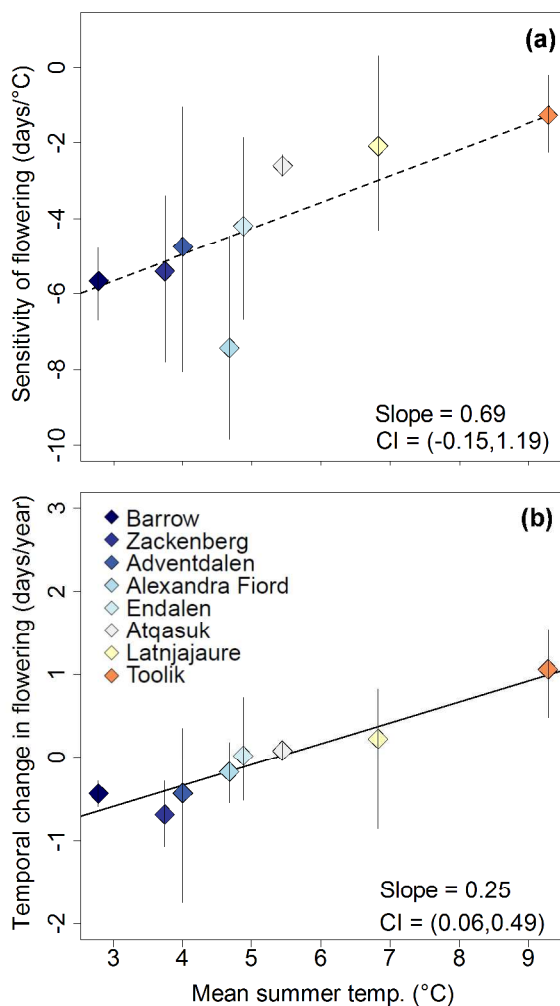 (a)
Sensitivity of flowering (days/°C)
0
-2
-4
-6
-8
-10
Slope = 0.69
CI = (-0.15,1.19)
(b)
Temporal change in flowering (days/year)
3
2
1
0
-1
-2
Barrow
Zackenberg
Adventdalen
Alexandra Fiord
Endalen
Atqasuk
Latnjajaure
Toolik
Slope = 0.25
CI = (0.06,0.49)
3 4 5 6 7 8 9
Mean summer temp. (°C)